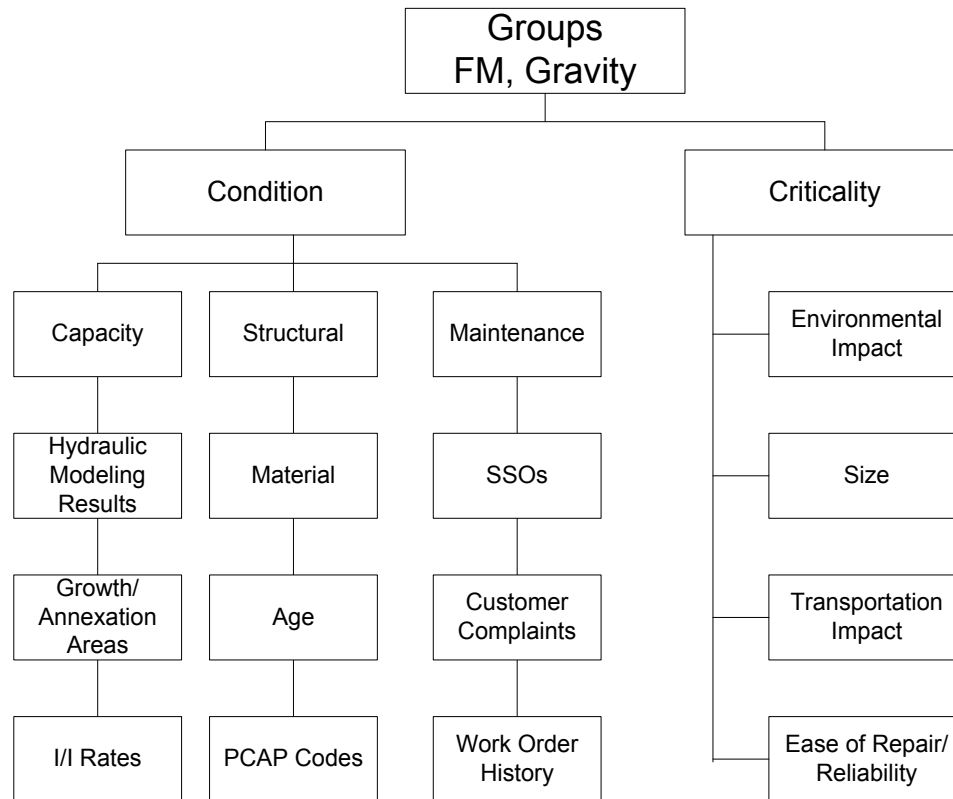 Groups
FM, Gravity
Condition
Criticality
Capacity
Structural
Maintenance
Environmental
Impact
Hydraulic
Modeling
Results
Material
SSOs
Size
Growth/
Annexation
Areas
Age
Customer
Complaints
Transportation
Impact
I/I Rates
PCAP Codes
Work Order
History
Ease of Repair/
Reliability